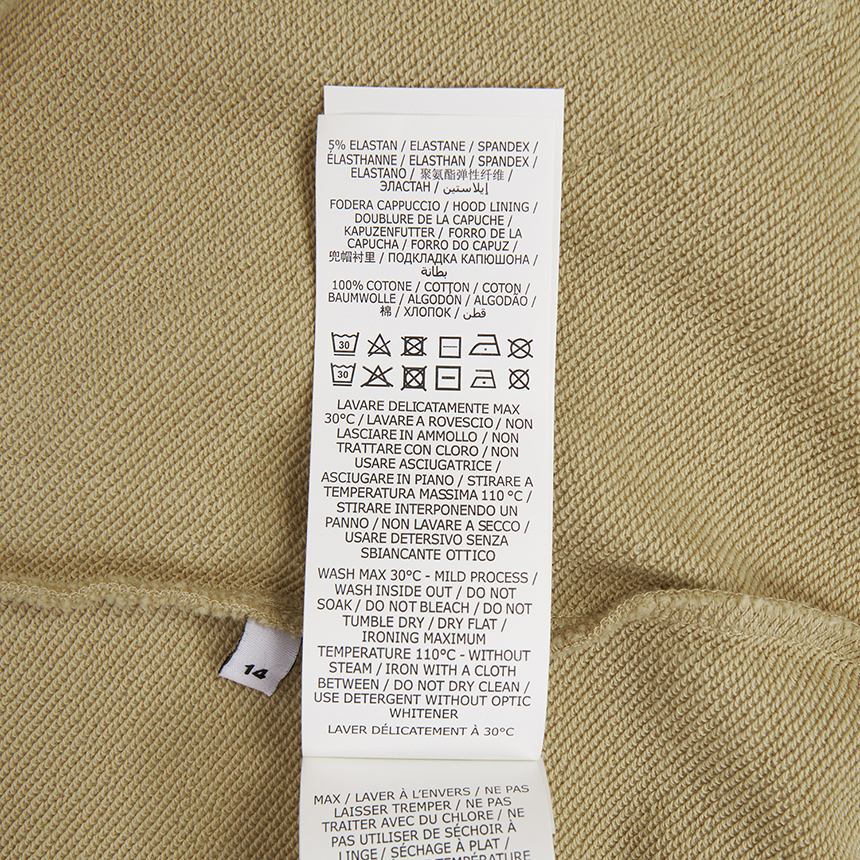 5% ELASTAN / ELASTANE / SPANDEX /
ÉLASTHANNE / ELASTHAN / SPANDEX /
ELASTANO / 聚氨酯弹性纤维 /
ЭЛАСТАН / إيلاستين
FODERA CAPPUCCIO / HOOD LINING /
DOUBLURE DE LA CAPUCHE /
KAPUZENFUTTER / FORRO DE LA
CAPUCHA / FORRO DO CAPUZ /
兜帽衬里 / ПОДКЛАДКА КАПЮШОНА /
بطانة
100% COTONE / COTTON / COTON /
BAUMWOLLE / ALGODÓN / ALGODÃO /
棉 / ХЛОПОК / قطن
30
30
LAVARE DELICATAMENTE MAX
30°C / LAVARE A ROVESCIO / NON
LASCIARE IN AMMOLLO / NON
TRATTARE CON CLORO / NON
USARE ASCIUGATRICE /
ASCIUGARE IN PIANO / STIRARE A
TEMPERATURA MASSIMA 110 °C /
STIRARE INTERPONENDO UN
PANNO / NON LAVARE A SECCO /
USARE DETERSIVO SENZA
SBIANCANTE OTTICO
WASH MAX 30°C - MILD PROCESS /
WASH INSIDE OUT / DO NOT
SOAK / DO NOT BLEACH / DO NOT
TUMBLE DRY / DRY FLAT /
IRONING MAXIMUM
TEMPERATURE 110°C - WITHOUT
STEAM / IRON WITH A CLOTH
BETWEEN / DO NOT DRY CLEAN /
USE DETERGENT WITHOUT OPTIC
WHITENER
LAVER DÉLICATEMENT À 30°C
14
MAX / LAVER À L'ENVERS / NE PAS
LAISSER TREMPER / NE PAS
TRAITER AVEC DU CHLORE / NE
PAS UTILISER DE SÉCHOIR À
LINGE / SÉCHAGE À PLAT /
TEMPÉRATURE